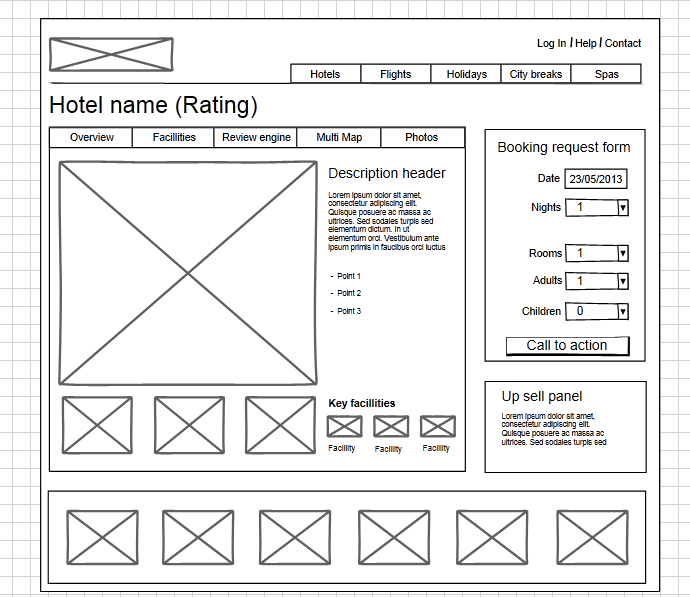 Log In / Help / Contact
Hotels Flights Holidays City breaks Spas
Hotel name (Rating)
Overview Facillities Review engine Multi Map Photos
Description header
Lorem ipsum dolor sit amet,
consectetur adipiscing elit.
Quisque posuere ac massa ac
ultrices. Sed sodales turpis sed
elementum dictum. In ut
elementum orci. Vestibulum ante
ipsum primis in faucibus orci luctus
- Point 1
- Point 2
- Point 3
Key facillities
Facility Facility Facility
Booking request form
Date 23/05/2013
Nights 1
Rooms 1
Adults 1
Children 0
Call to action
Up sell panel
Lorem ipsum dolor sit amet,
consectetur adipiscing elit.
Quisque posuere ac massa ac
ultrices. Sed sodales turpis sed